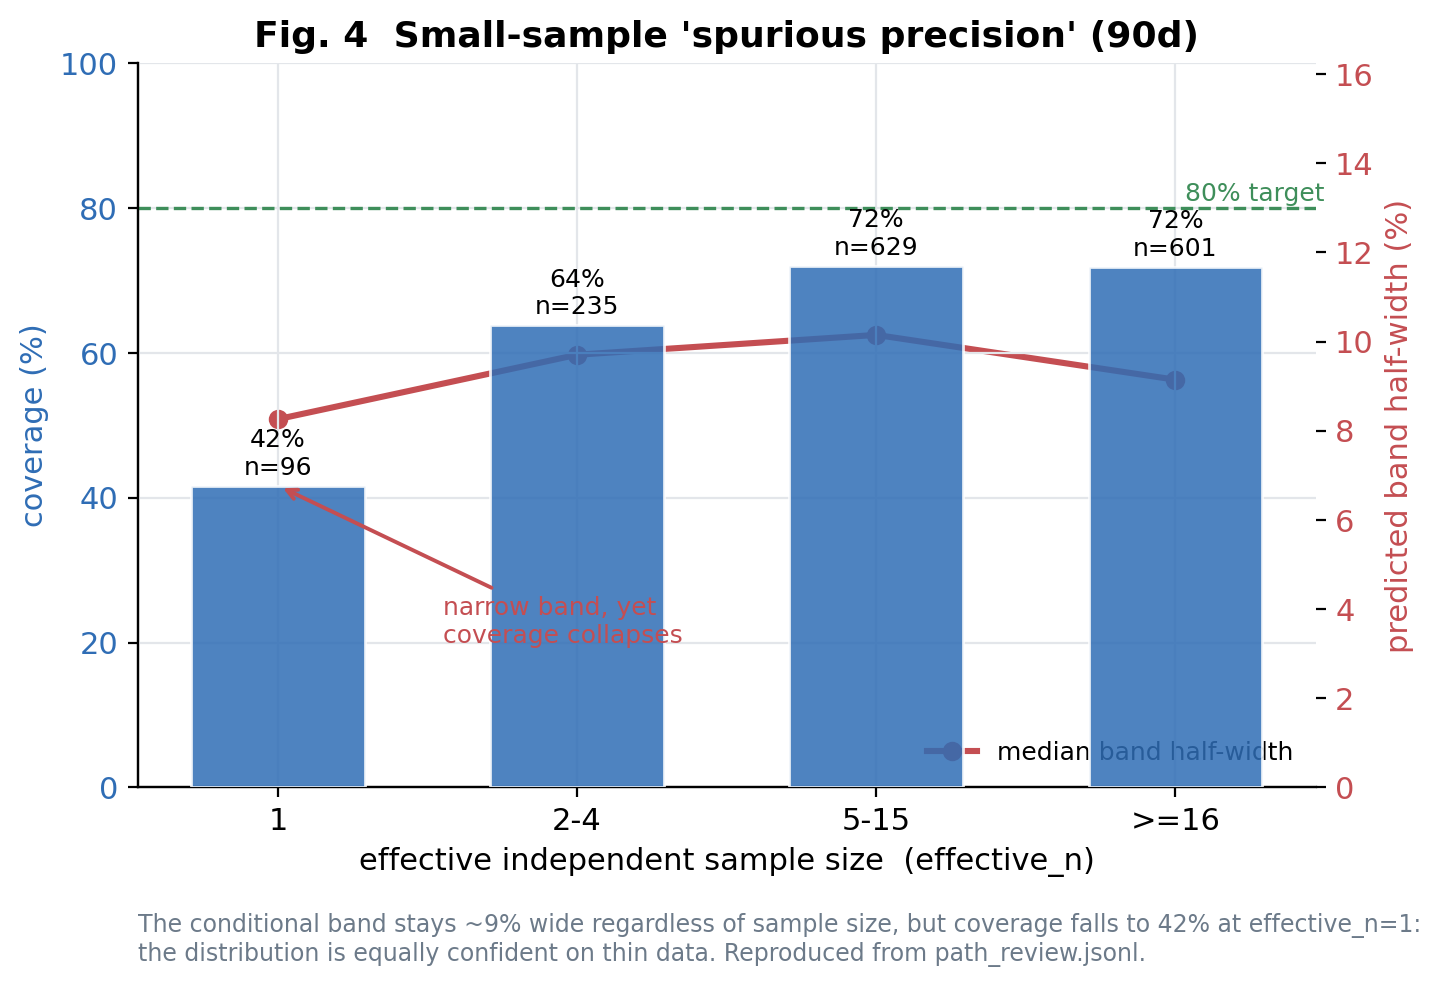 Fig. 4  Small-sample 'spurious precision' (90d)
100
80
60
40
20
0
coverage (%)
16
14
12
10
8
6
4
2
0
predicted band half-width (%)
80% target
42%
n=96
64%
n=235
72%
n=629
72%
n=601
narrow band, yet
coverage collapses
median band half-width
1
2-4
5-15
>=16
effective independent sample size  (effective_n)
The conditional band stays ~9% wide regardless of sample size, but coverage falls to 42% at effective_n=1:
the distribution is equally confident on thin data. Reproduced from path_review.jsonl.